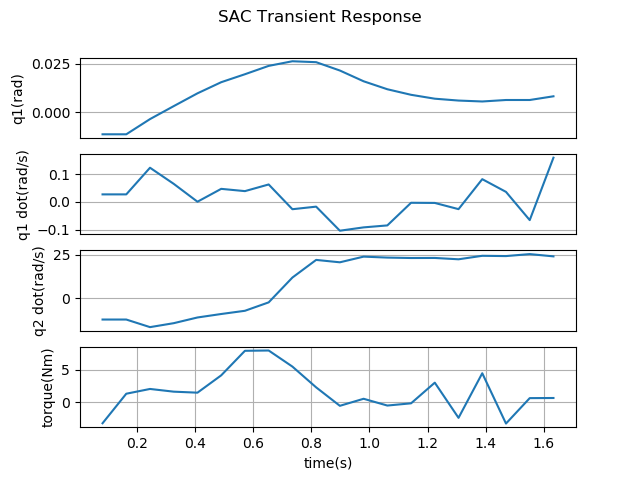 SAC Transient Response
0.025
0.000
q1(rad)
0.1
0.0
−0.1
q1 dot(rad/s)
25
0
q2 dot(rad/s)
5
0
torque(Nm)
0.2 0.4 0.6 0.8 1.0 1.2 1.4 1.6
time(s)